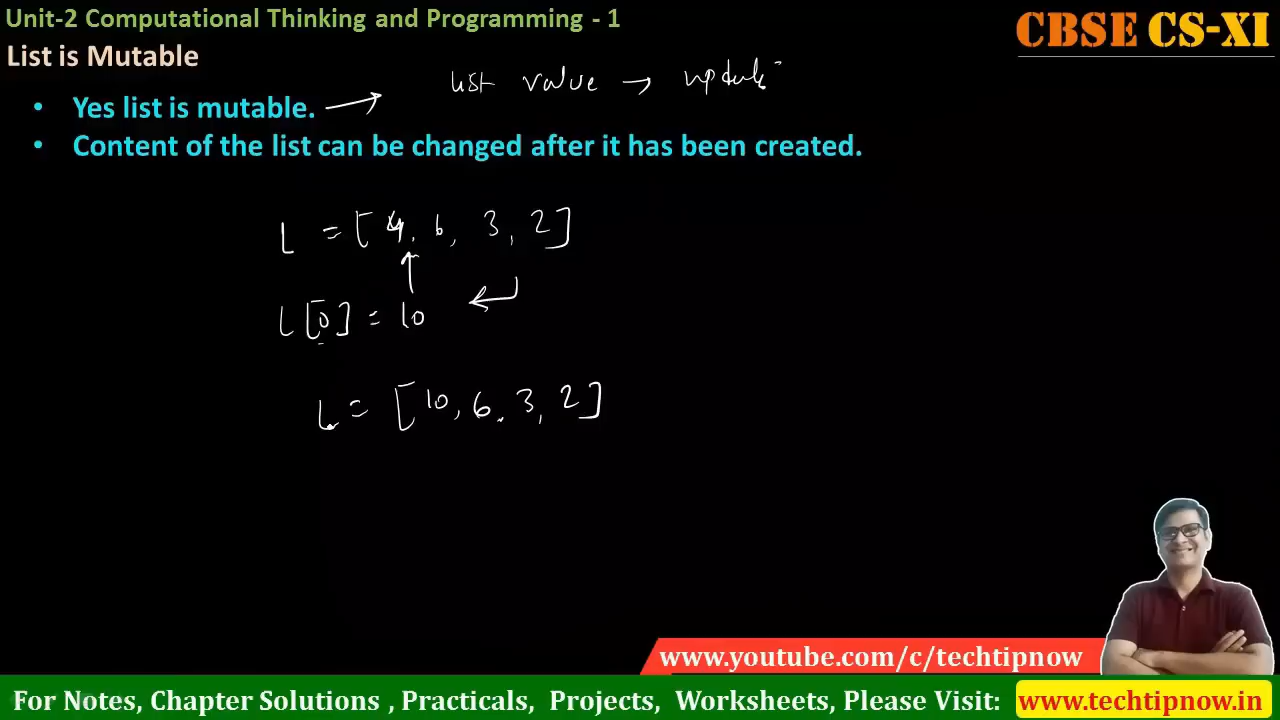 Unit-2 Computational Thinking and Programming - 1
CBSE CS-XI
List is Mutable
list value → update
• Yes list is mutable. →
• Content of the list can be changed after it has been created.
L = [4, 6, 3, 2]
L[0] = 10
L = [10, 6, 3, 2]
www.youtube.com/c/techtipnow
For Notes, Chapter Solutions , Practicals, Projects, Worksheets, Please Visit: www.techtipnow.in